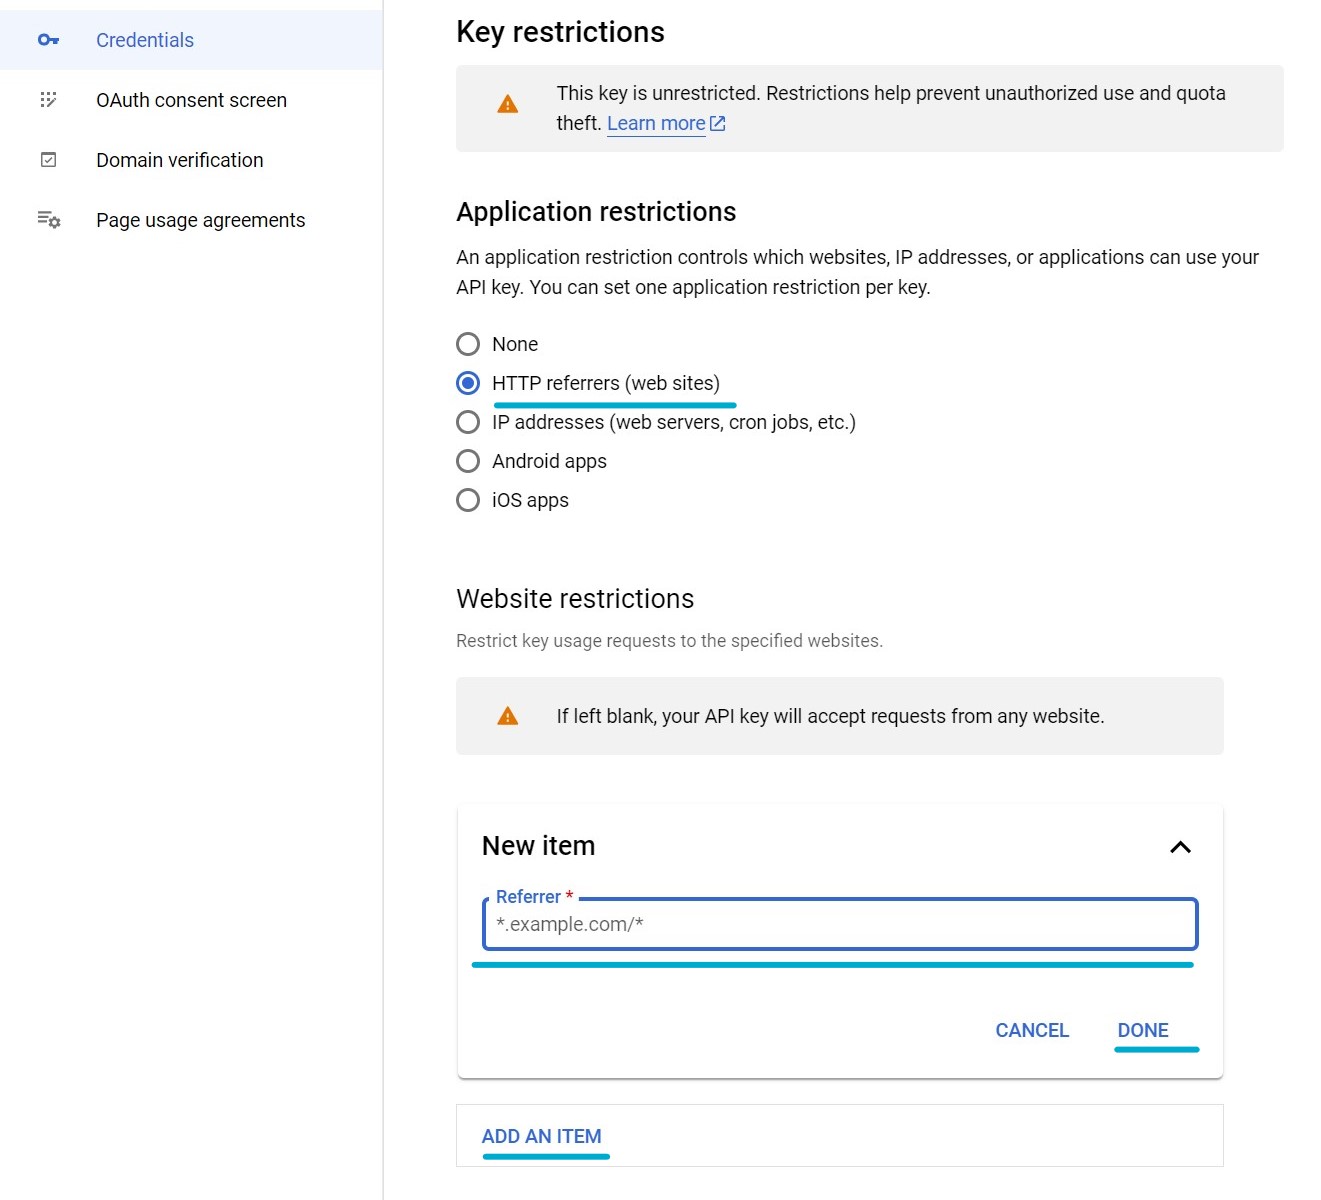 Credentials
OAuth consent screen
Domain verification
Page usage agreements
Key restrictions
This key is unrestricted. Restrictions help prevent unauthorized use and quota
theft. Learn more
Application restrictions
An application restriction controls which websites, IP addresses, or applications can use your
API key. You can set one application restriction per key.
None
HTTP referrers (web sites)
IP addresses (web servers, cron jobs, etc.)
Android apps
iOS apps
Website restrictions
Restrict key usage requests to the specified websites.
If left blank, your API key will accept requests from any website.
New item
Referrer *
*.example.com/*
CANCEL DONE
ADD AN ITEM